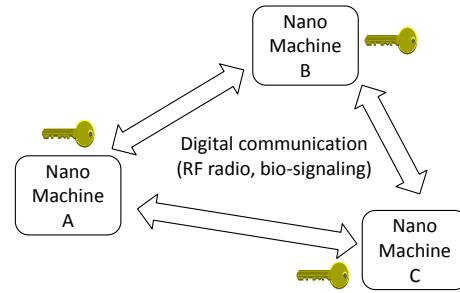 Nano
Machine
B
Digital communication
(RF radio, bio-signaling)
Nano
Machine
A
Nano
Machine
C